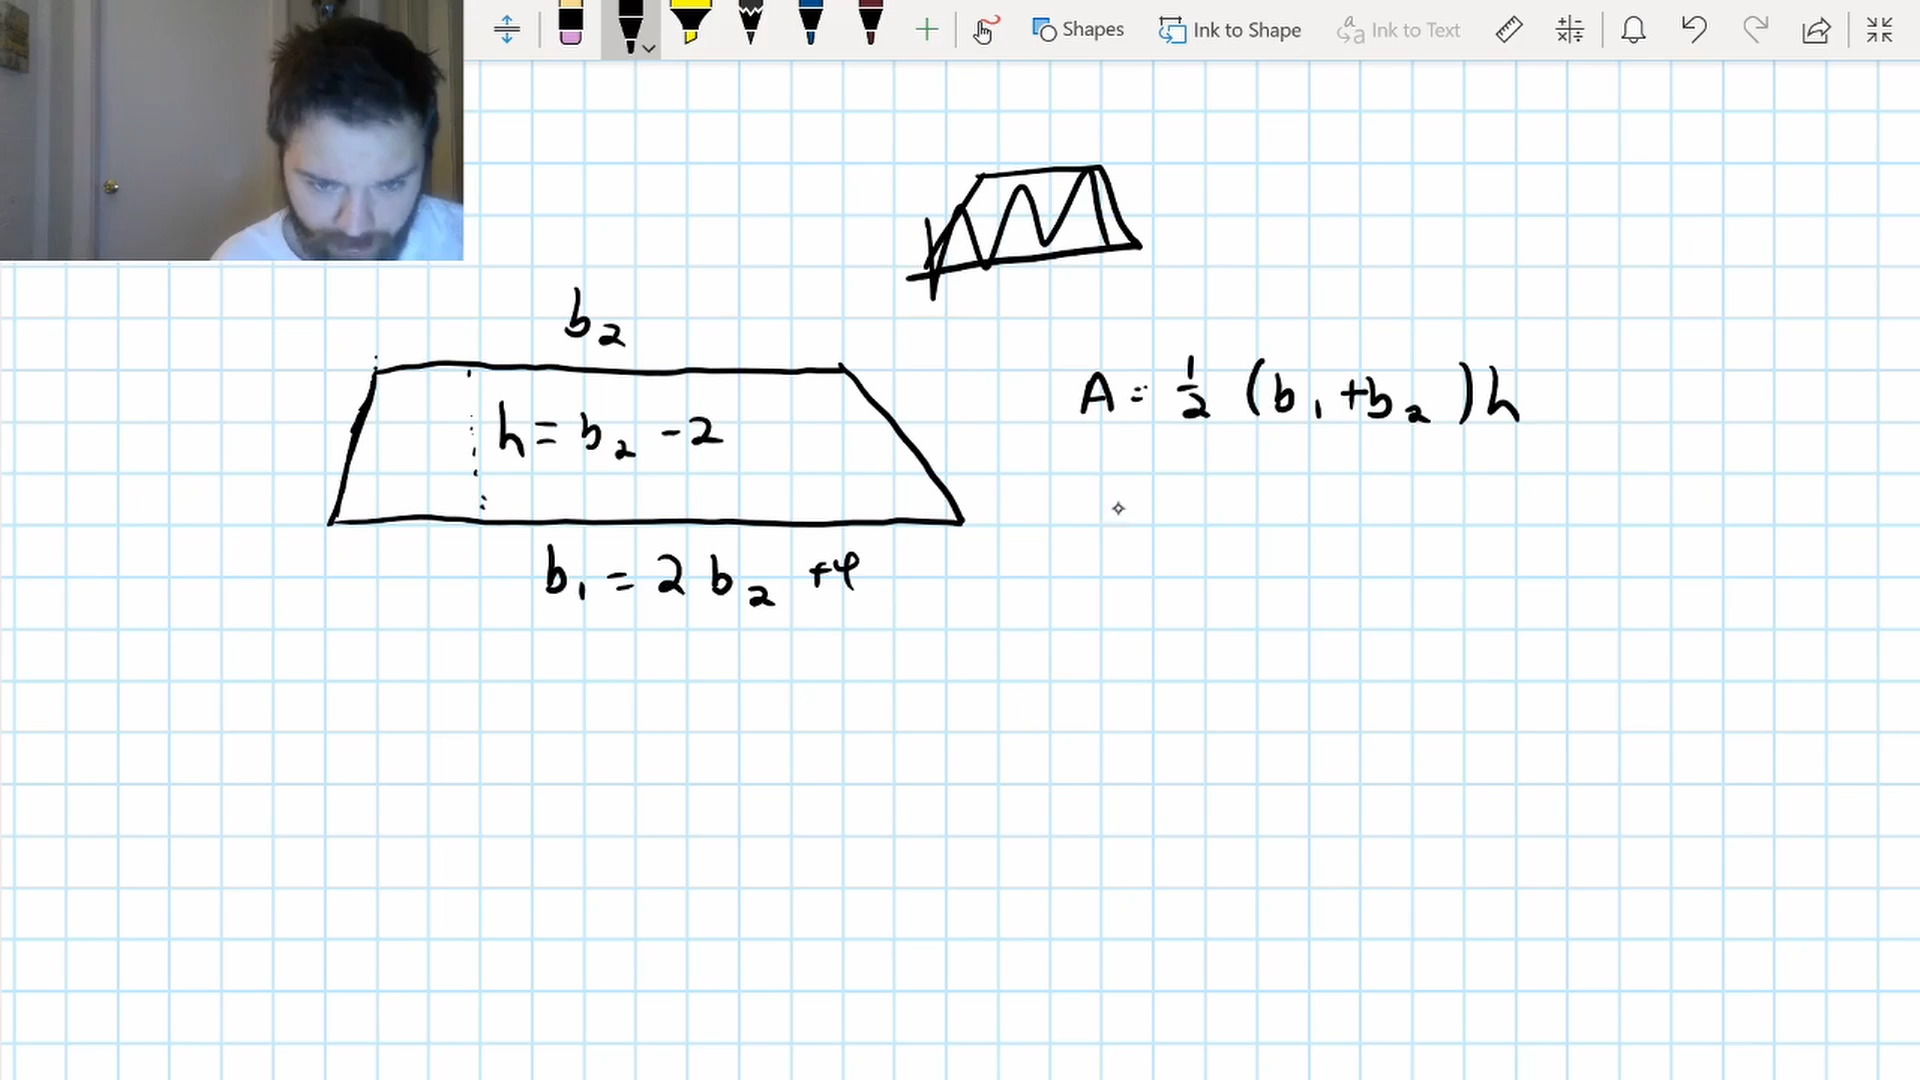 Shapes Ink to Shape Ink to Text
b₂
h = b₂ - 2
A = ½ (b₁ + b₂) h
b₁ = 2 b₂ + 4